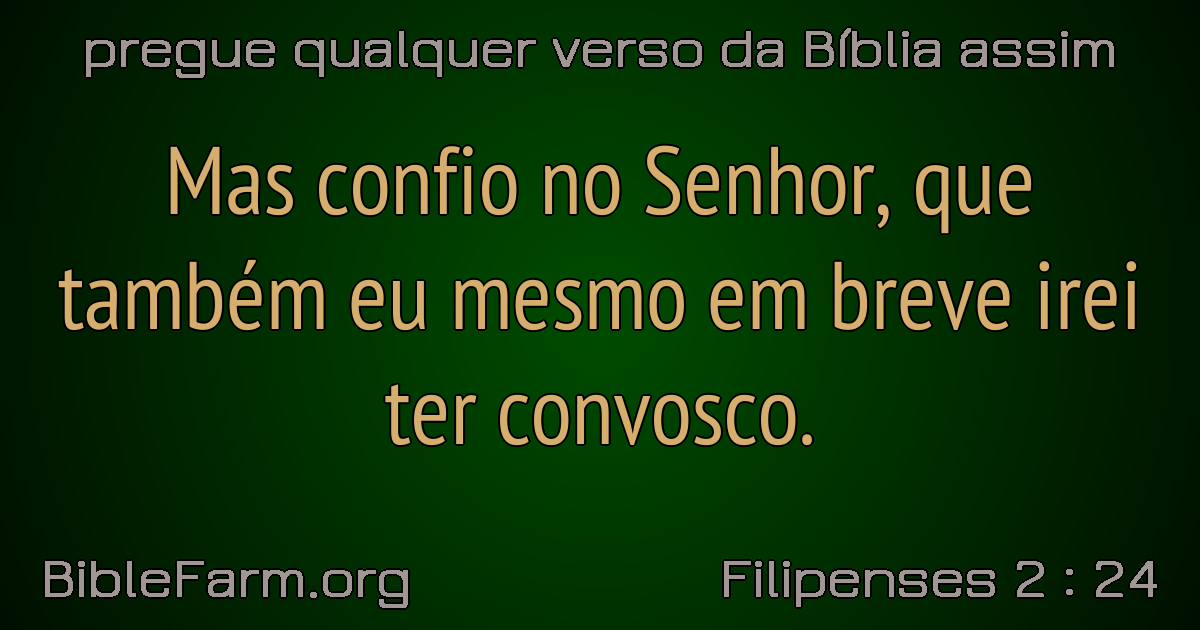 pregue qualquer verso da Bíblia assim
Mas confio no Senhor, que
também eu mesmo em breve irei
ter convosco.
BibleFarm.org
Filipenses 2 : 24